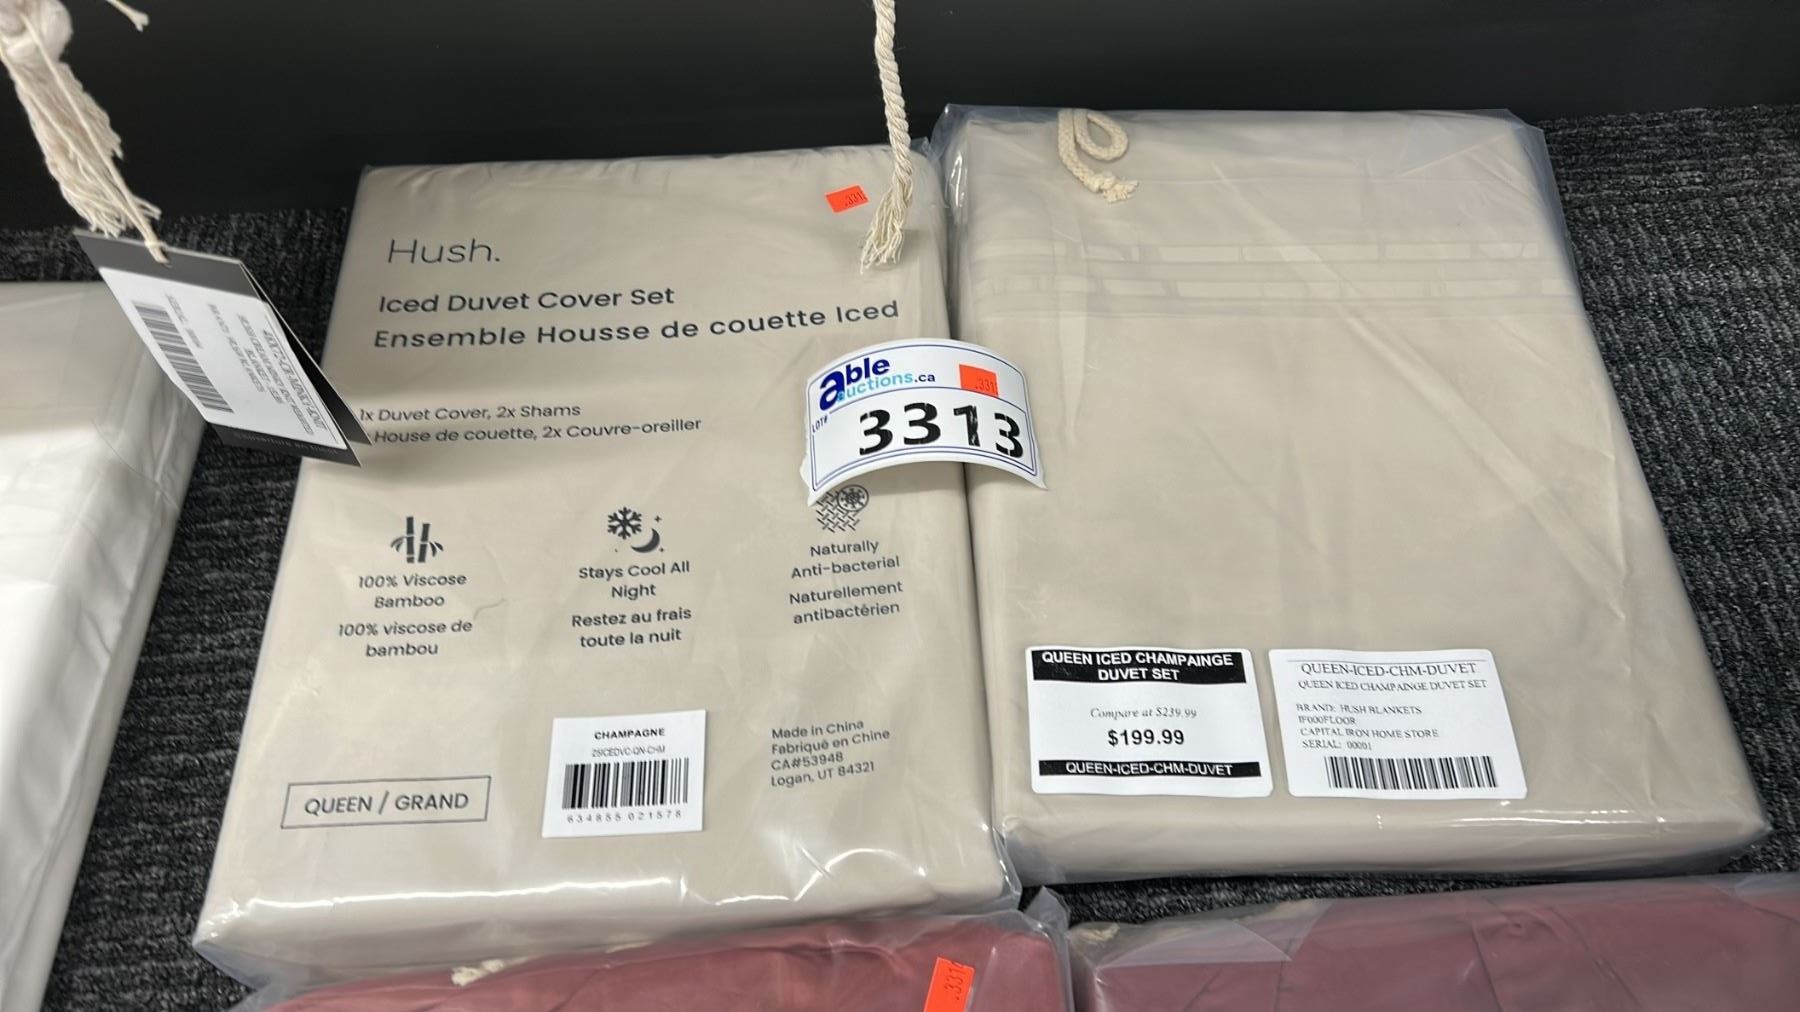 Hush.
Iced Duvet Cover Set
Ensemble Housse de couette Iced
1x Duvet Cover, 2x Shams
House de couette, 2x Couvre-oreiller
100% Viscose
Bamboo
100% viscose de
bambou
Stays Cool All
Night
Restez au frais
toute la nuit
Naturally
Anti-bacterial
Naturellement
antibactérien
QUEEN / GRAND
CHAMPAGNE
2SICEDVC-QN-CHM
634855 021578
Made in China
Fabriqué en Chine
CA#53948
Logan, UT 84321
able
auctions.ca
LOT#
3313
QUEEN ICED CHAMPAINGE
DUVET SET
Compare at $239.99
$199.99
QUEEN-ICED-CHM-DUVET
QUEEN-ICED-CHM-DUVET
QUEEN ICED CHAMPAINGE DUVET SET
BRAND: HUSH BLANKETS
IF000FLOOR
CAPITAL IRON HOME STORE
SERIAL: 00001